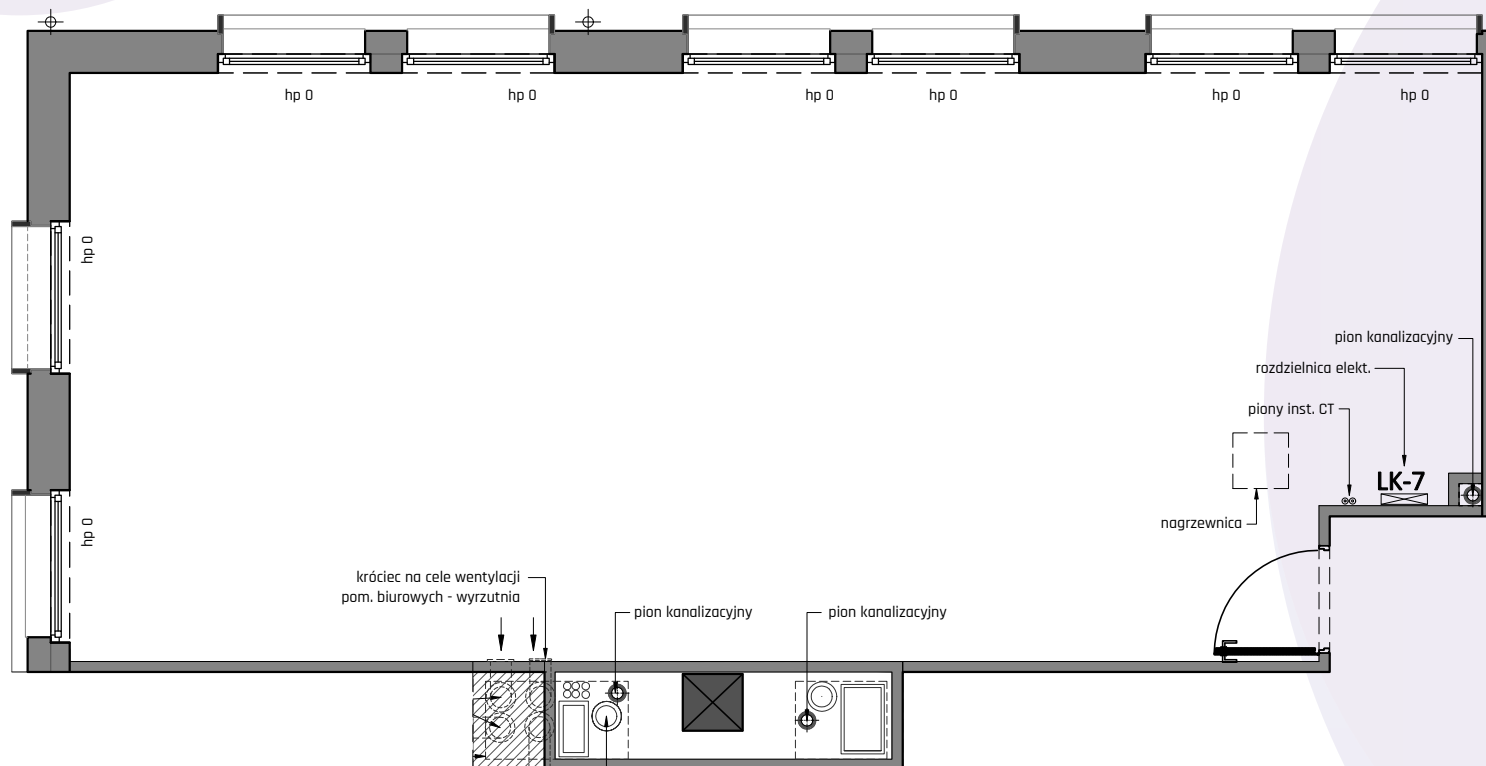 hp 0
hp 0
hp 0
hp 0
hp 0
hp 0
hp 0
hp 0
pion kanalizacyjny
rozdzielnica elekt.
piony inst. CT
LK-7
nagrzewnica
króciec na cele wentylacji
pom. biurowych - wyrzutnia
pion kanalizacyjny
pion kanalizacyjny